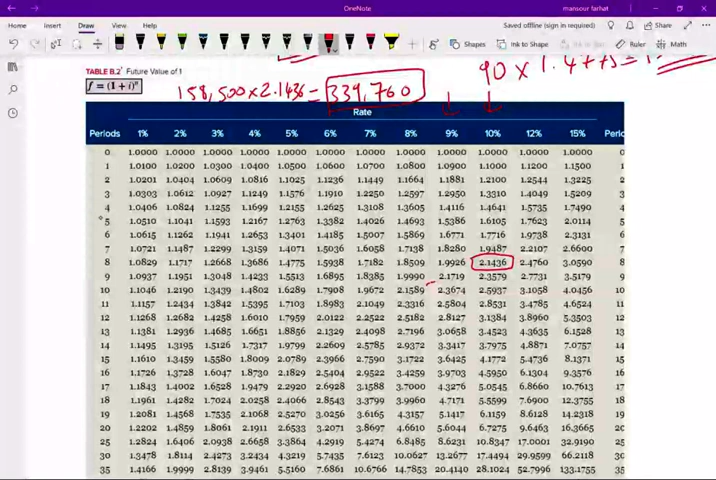 OneNote
mansour farhat
Home Insert Draw View Help
Saved offline (sign in required) Share
Shapes Ink to Shape Ruler Math
90 x 1.4775 =
TABLE B.2 Future Value of 1
f = (1 + i)ⁿ
158,500 x 2.1436 = 339,760
Rate
Periods 1% 2% 3% 4% 5% 6% 7% 8% 9% 10% 12% 15% Perio
0 1.0000 1.0000 1.0000 1.0000 1.0000 1.0000 1.0000 1.0000 1.0000 1.0000 1.0000 1.0000 0
1 1.0100 1.0200 1.0300 1.0400 1.0500 1.0600 1.0700 1.0800 1.0900 1.1000 1.1200 1.1500 1
2 1.0201 1.0404 1.0609 1.0816 1.1025 1.1236 1.1449 1.1664 1.1881 1.2100 1.2544 1.3225 2
3 1.0303 1.0612 1.0927 1.1249 1.1576 1.1910 1.2250 1.2597 1.2950 1.3310 1.4049 1.5209 3
4 1.0406 1.0824 1.1255 1.1699 1.2155 1.2625 1.3108 1.3605 1.4116 1.4641 1.5735 1.7490 4
5 1.0510 1.1041 1.1593 1.2167 1.2763 1.3382 1.4026 1.4693 1.5386 1.6105 1.7623 2.0114 5
6 1.0615 1.1262 1.1941 1.2653 1.3401 1.4185 1.5007 1.5869 1.6771 1.7716 1.9738 2.3131 6
7 1.0721 1.1487 1.2299 1.3159 1.4071 1.5036 1.6058 1.7138 1.8280 1.9487 2.2107 2.6600 7
8 1.0829 1.1717 1.2668 1.3686 1.4775 1.5938 1.7182 1.8509 1.9926 2.1436 2.4760 3.0590 8
9 1.0937 1.1951 1.3048 1.4233 1.5513 1.6895 1.8385 1.9990 2.1719 2.3579 2.7731 3.5179 9
10 1.1046 1.2190 1.3439 1.4802 1.6289 1.7908 1.9672 2.1589 2.3674 2.5937 3.1058 4.0456 10
11 1.1157 1.2434 1.3842 1.5395 1.7103 1.8983 2.1049 2.3316 2.5804 2.8531 3.4785 4.6524 11
12 1.1268 1.2682 1.4258 1.6010 1.7959 2.0122 2.2522 2.5182 2.8127 3.1384 3.8960 5.3503 12
13 1.1381 1.2936 1.4685 1.6651 1.8856 2.1329 2.4098 2.7196 3.0658 3.4523 4.3635 6.1528 13
14 1.1495 1.3195 1.5126 1.7317 1.9799 2.2609 2.5785 2.9372 3.3417 3.7975 4.8871 7.0757 14
15 1.1610 1.3459 1.5580 1.8009 2.0789 2.3966 2.7590 3.1722 3.6425 4.1772 5.4736 8.1371 15
16 1.1726 1.3728 1.6047 1.8730 2.1829 2.5404 2.9522 3.4259 3.9703 4.5950 6.1304 9.3576 16
17 1.1843 1.4002 1.6528 1.9479 2.2920 2.6928 3.1588 3.7000 4.3276 5.0545 6.8660 10.7613 17
18 1.1961 1.4282 1.7024 2.0258 2.4066 2.8543 3.3799 3.9960 4.7171 5.5599 7.6900 12.3755 18
19 1.2081 1.4568 1.7535 2.1068 2.5270 3.0256 3.6165 4.3157 5.1417 6.1159 8.6128 14.2318 19
20 1.2202 1.4859 1.8061 2.1911 2.6533 3.2071 3.8697 4.6610 5.6044 6.7275 9.6463 16.3665 20
25 1.2824 1.6406 2.0938 2.6658 3.3864 4.2919 5.4274 6.8485 8.6231 10.8347 17.0001 32.9190 25
30 1.3478 1.8114 2.4273 3.2434 4.3219 5.7435 7.6123 10.0627 13.2677 17.4494 29.9599 66.2118 30
35 1.4166 1.9999 2.8139 3.9461 5.5160 7.6861 10.6766 14.7853 20.4140 28.1024 52.7996 133.1755 35